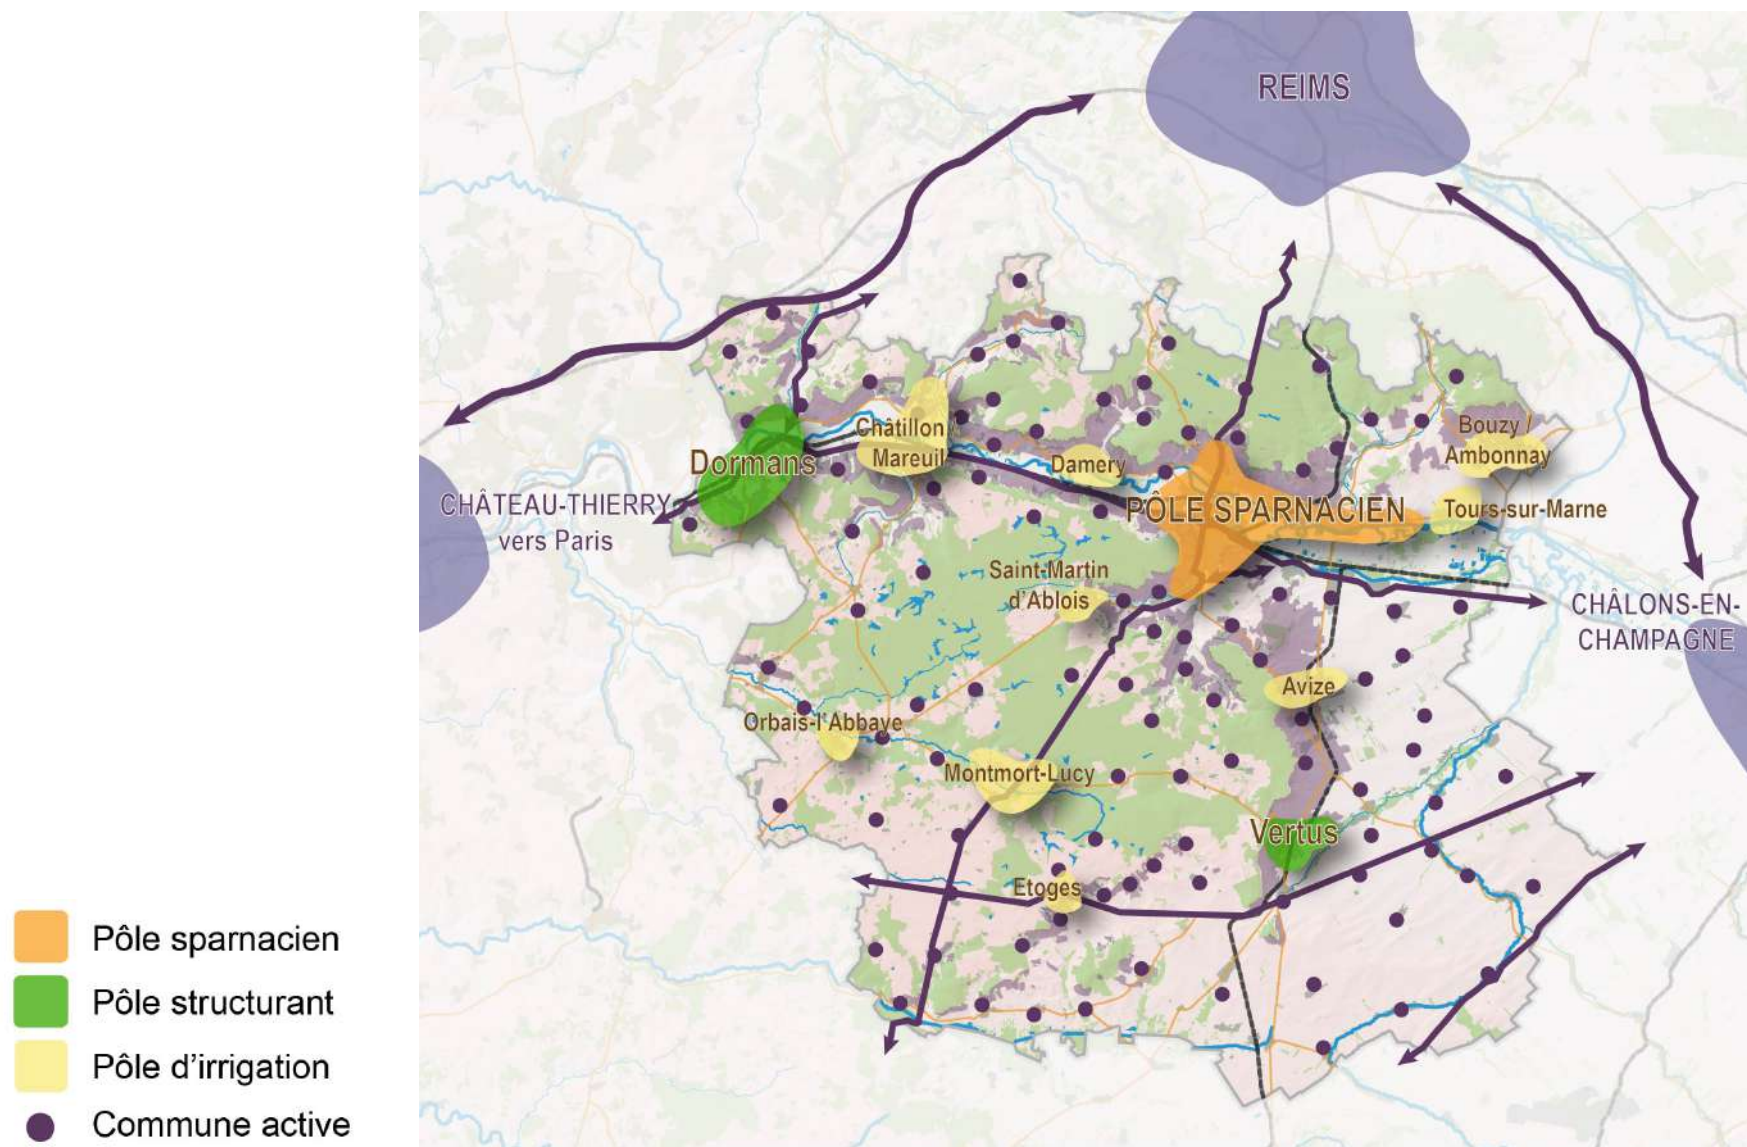 REIMS
Châtillon /
Mareuil
Dormans
Damery
Bouzy /
Ambonnay
CHÂTEAU-THIERRY
vers Paris
PÔLE SPARNACIEN
Tours-sur-Marne
Saint-Martin
d'Ablois
CHÂLONS-EN-
CHAMPAGNE
Avize
Orbais-l'Abbaye
Montmort-Lucy
Vertus
Etoges
Pôle sparnacien
Pôle structurant
Pôle d'irrigation
Commune active